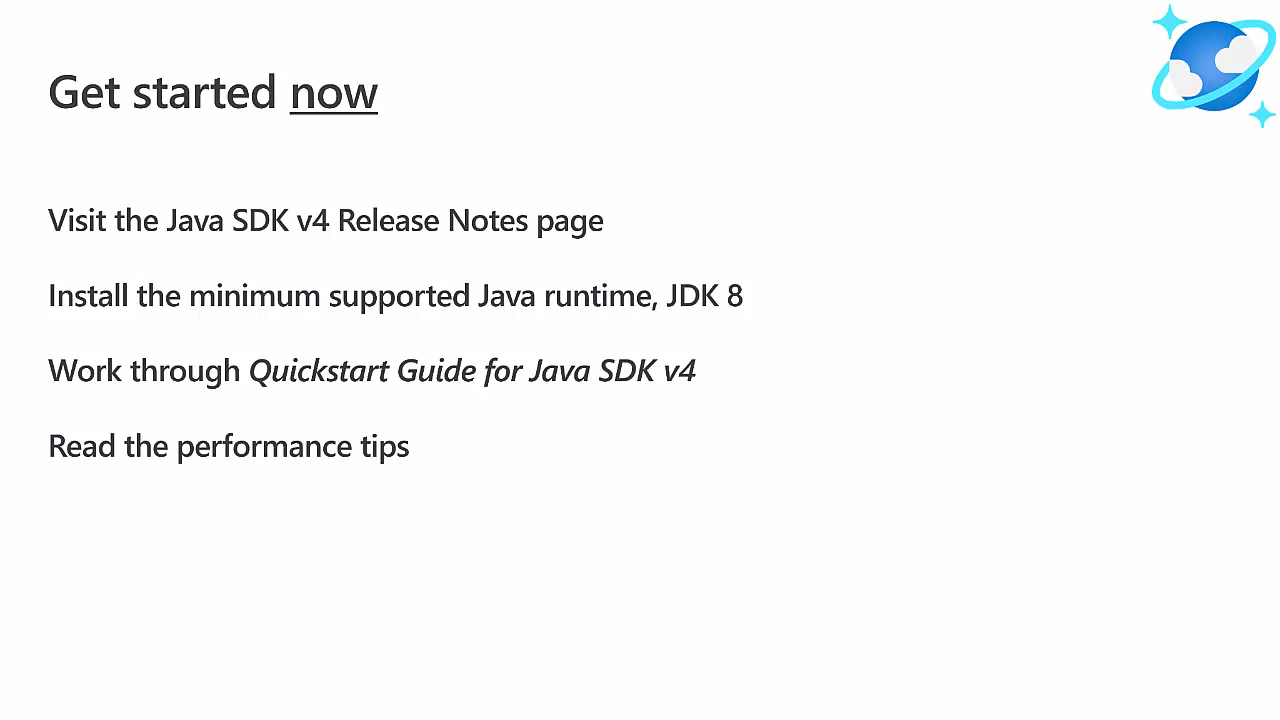 Get started now
Visit the Java SDK v4 Release Notes page
Install the minimum supported Java runtime, JDK 8
Work through Quickstart Guide for Java SDK v4
Read the performance tips